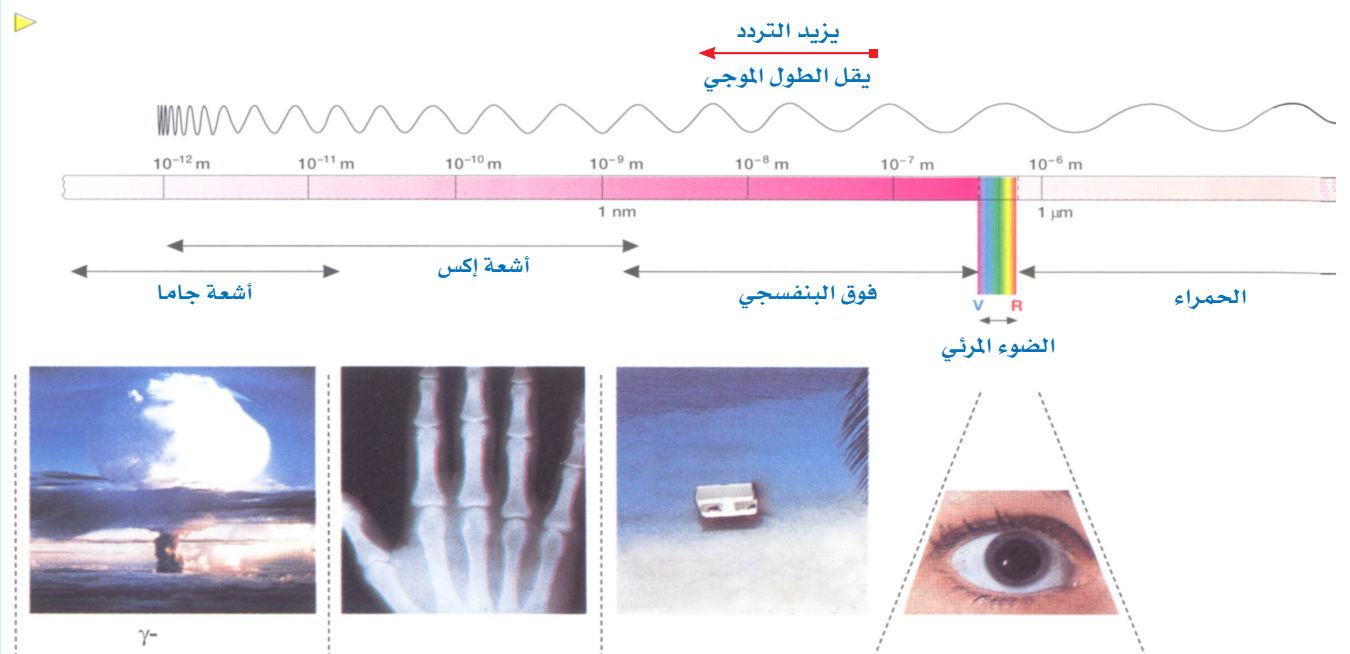 يزيد التردد
يقل الطول الموجي
10⁻¹² m 10⁻¹¹ m 10⁻¹⁰ m 10⁻⁹ m 10⁻⁸ m 10⁻⁷ m 10⁻⁶ m
1 nm 1 µm
أشعة إكس
أشعة جاما
فوق البنفسجي
الحمراء
V R
الضوء المرئي
γ-